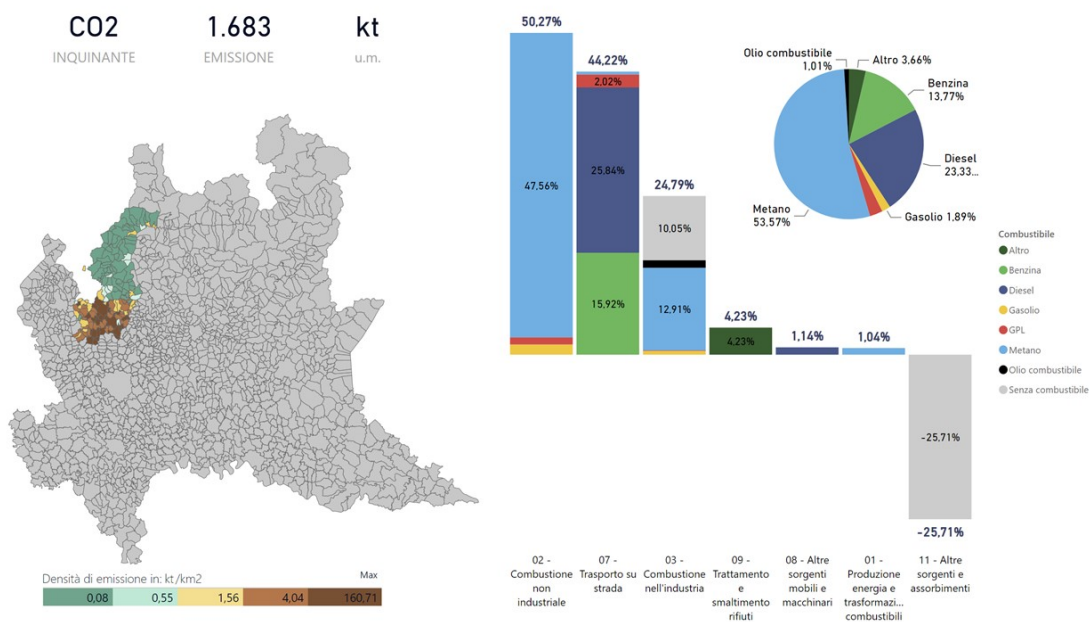 CO2
1.683
kt
INQUINANTE
EMISSIONE
u.m.
Densità di emissione in: kt/km2
Max
0,08
0,55
1,56
4,04
160,71
50,27%
47,56%
44,22%
2,02%
25,84%
15,92%
24,79%
10,05%
12,91%
4,23%
4,23%
1,14%
1,04%
-25,71%
-25,71%
02 -
Combustione
non
industriale
07 -
Trasporto su
strada
03 -
Combustione
nell'industria
09 -
Trattamento
e
smaltimento
rifiuti
08 - Altre
sorgenti
mobili e
macchinari
01 -
Produzione
energia e
trasformazi...
combustibili
11 - Altre
sorgenti e
assorbimenti
Olio combustibile
1,01%
Altro 3,66%
Benzina
13,77%
Diesel
23,33...
Gasolio 1,89%
Metano
53,57%
Combustibile
Altro
Benzina
Diesel
Gasolio
GPL
Metano
Olio combustibile
Senza combustibile